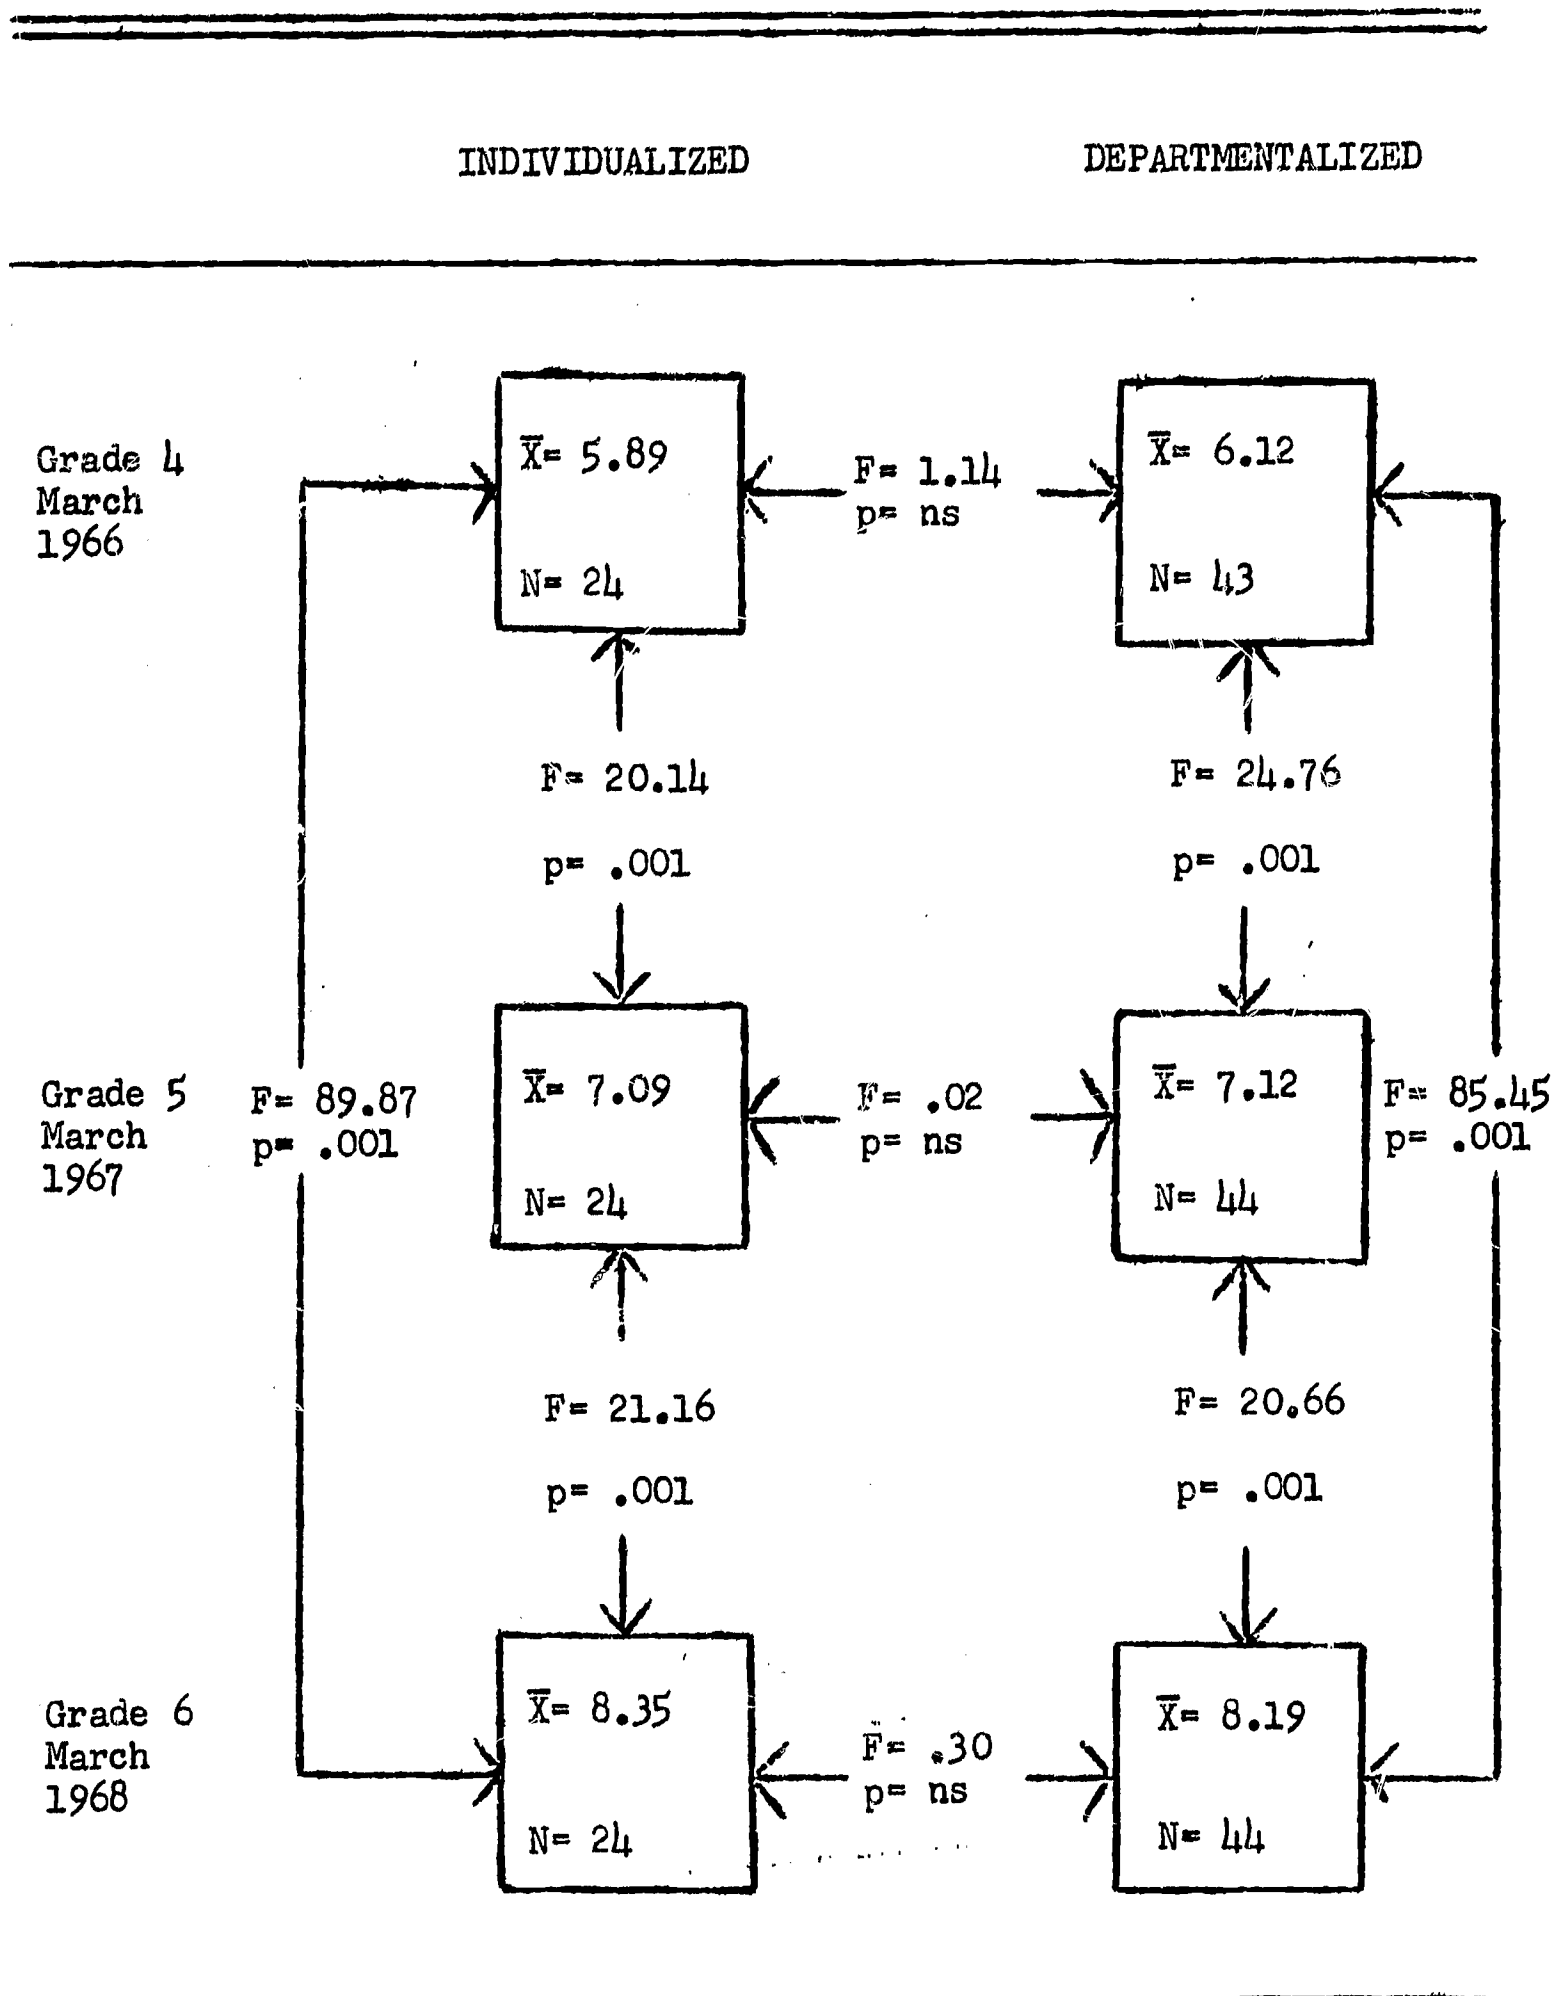 INDIVIDUALIZED
DEPARTMENTALIZED
Grade 4
March
1966
X̅= 5.89
N= 24
F= 1.14
p= ns
X̅= 6.12
N= 43
F= 20.14
p= .001
F= 24.76
p= .001
Grade 5
March
1967
F= 89.87
p= .001
X̅= 7.09
N= 24
F= .02
p= ns
X̅= 7.12
N= 44
F= 85.45
p= .001
F= 21.16
p= .001
F= 20.66
p= .001
Grade 6
March
1968
X̅= 8.35
N= 24
F= .30
p= ns
X̅= 8.19
N= 44